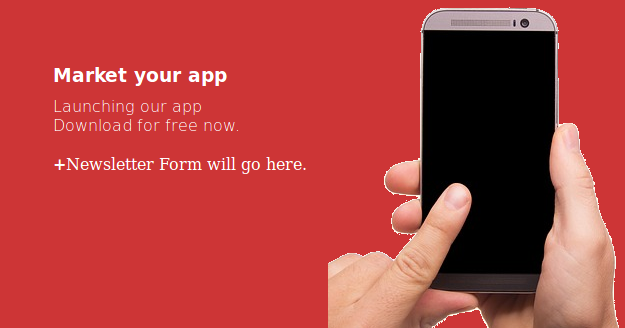 Market your app
Launching our app
Download for free now.
+Newsletter Form will go here.